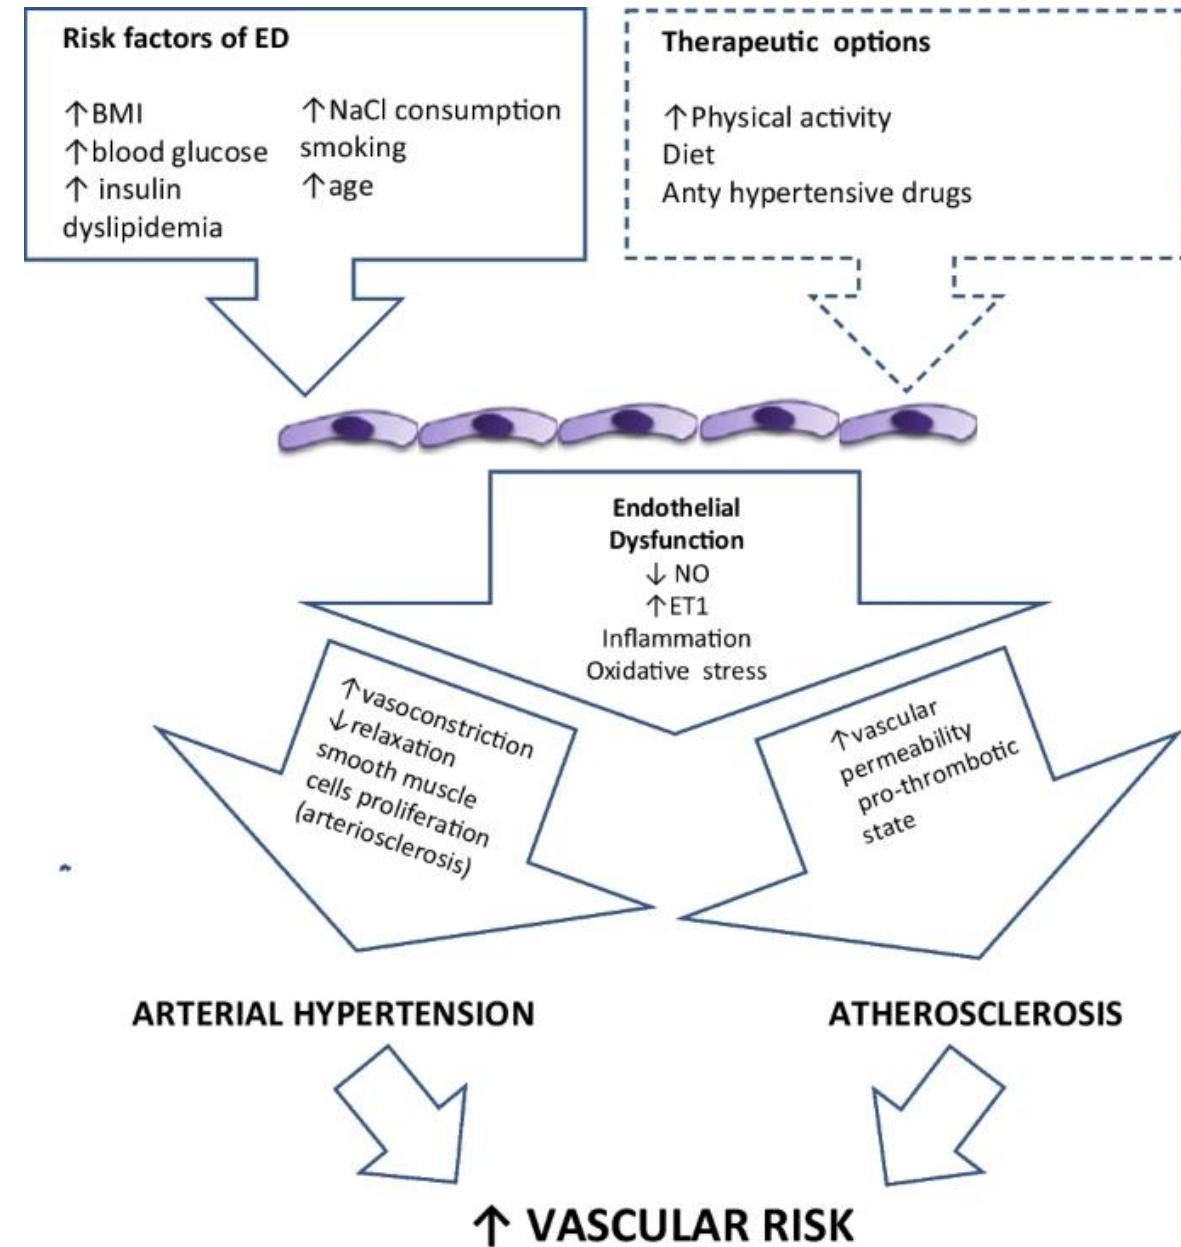 Risk factors of ED
↑BMI
↑blood glucose
↑ insulin
dyslipidemia
↑NaCl consumption
smoking
↑age
Therapeutic options
↑Physical activity
Diet
Anty hypertensive drugs
Endothelial
Dysfunction
↓ NO
↑ET1
Inflammation
Oxidative stress
↑vasoconstriction
↓relaxation
smooth muscle
cells proliferation
(arteriosclerosis)
↑vascular
permeability
pro-thrombotic
state
ARTERIAL HYPERTENSION
ATHEROSCLEROSIS
↑ VASCULAR RISK